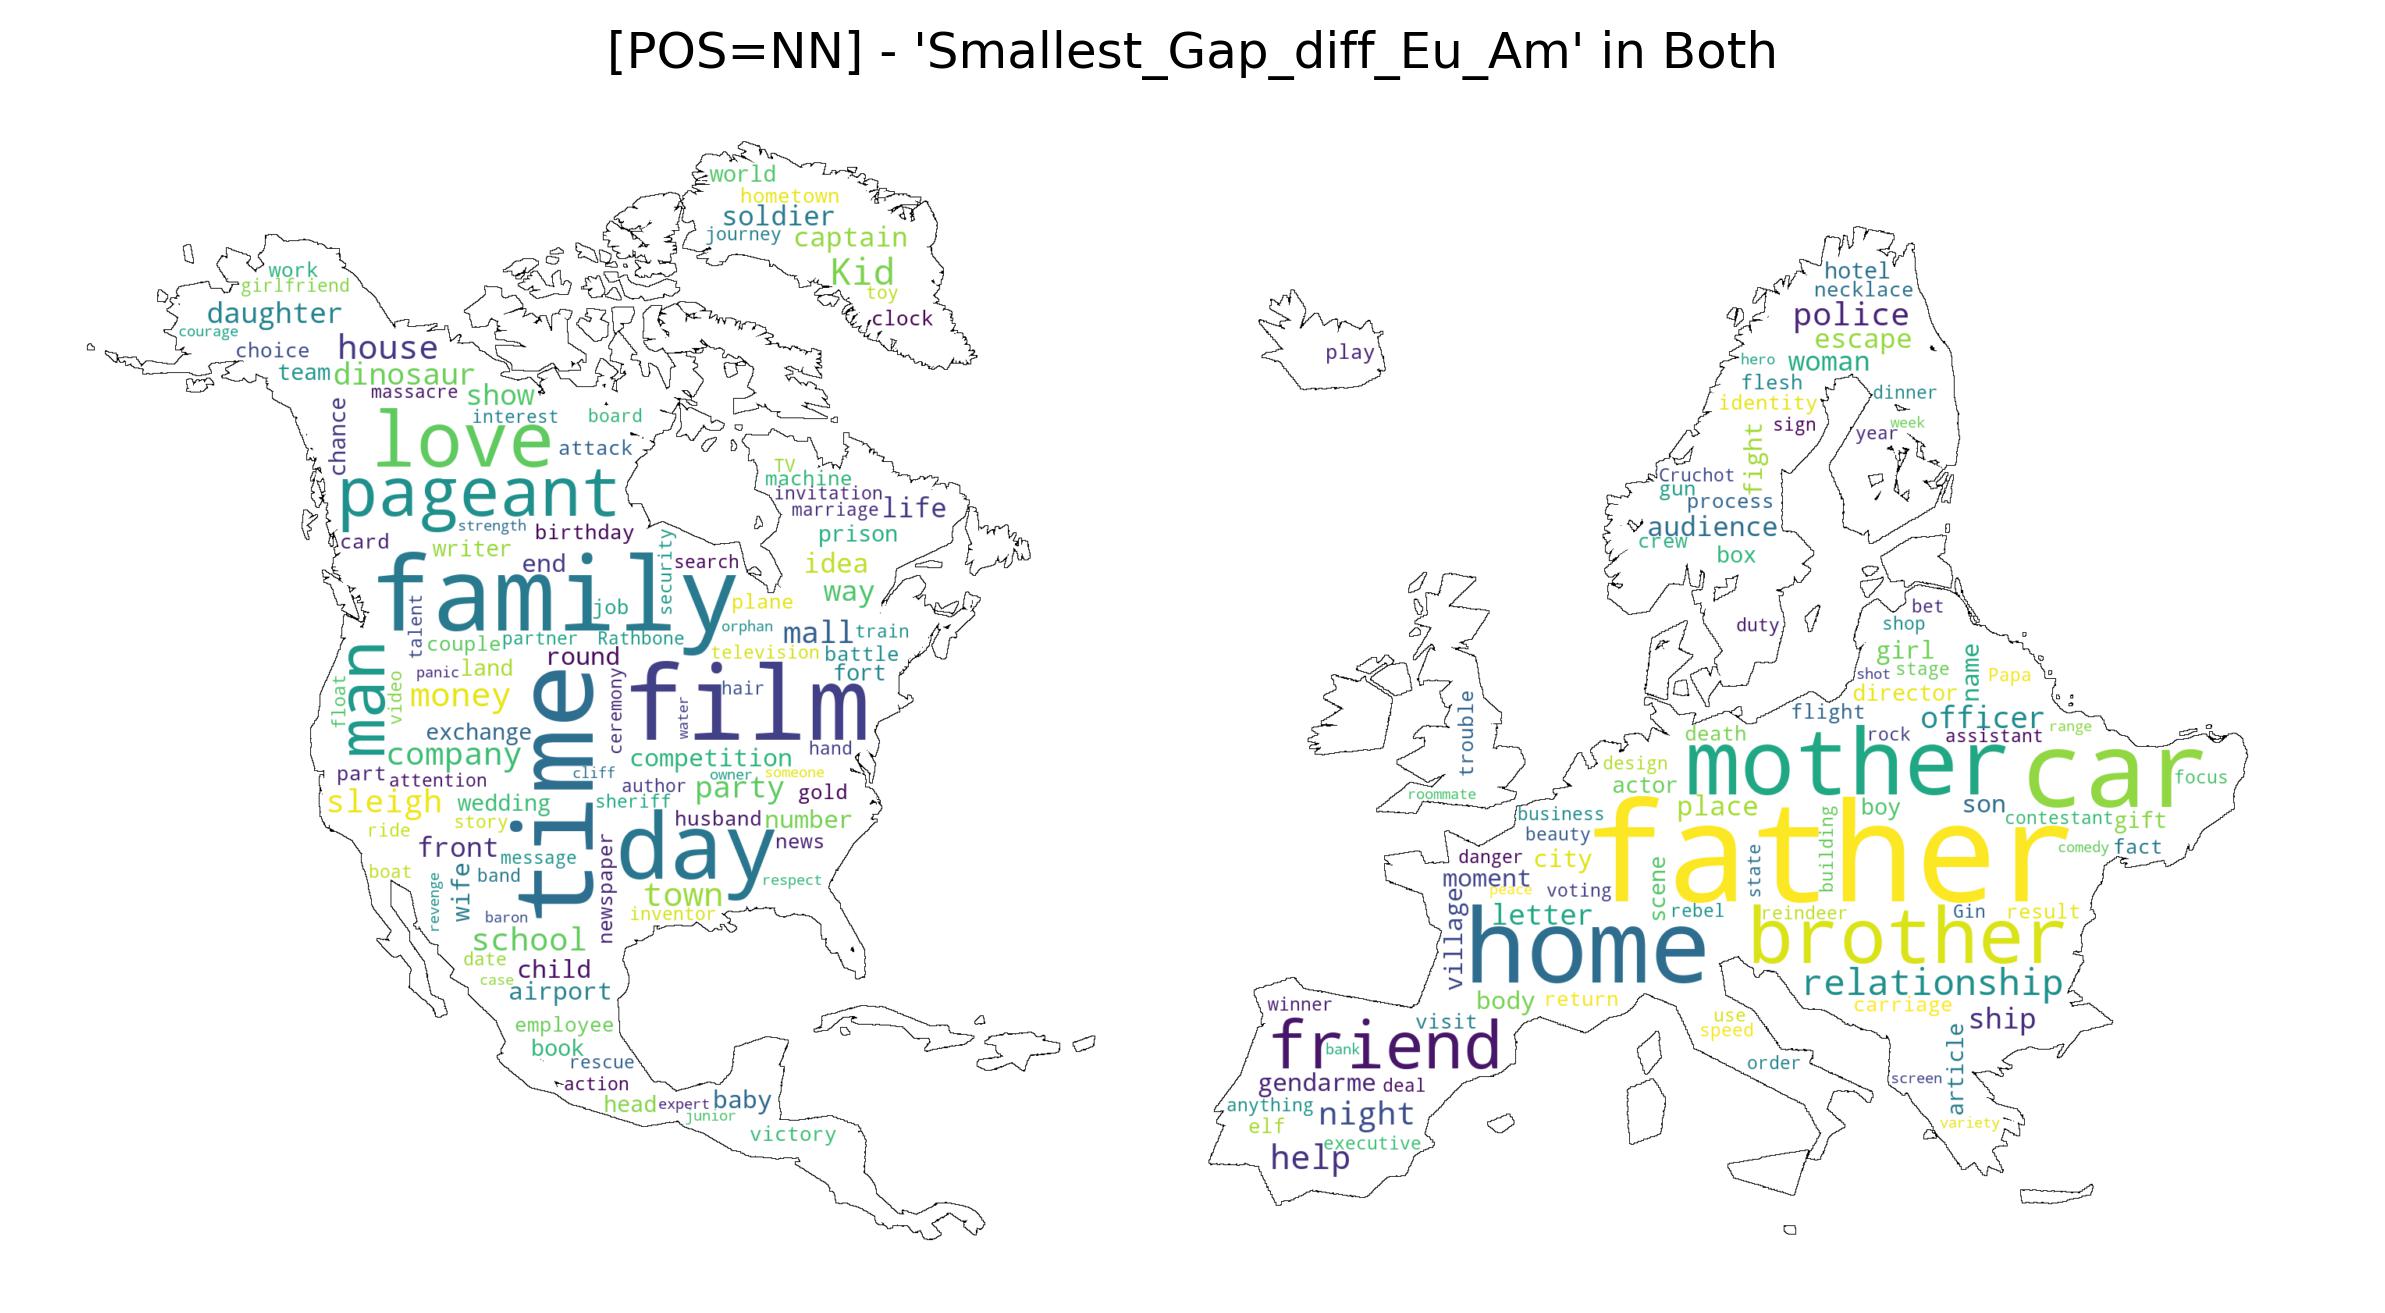 [POS=NN] - 'Smallest_Gap_diff_Eu_Am' in Both
world
hometown
soldier
journey
captain
Kid
toy
clock
work
girlfriend
daughter
courage
choice
house
team
dinosaur
massacre
show
chance
interest
board
love
attack
pageant
TV
machine
invitation
marriage
life
strength
birthday
card
writer
end
security
search
prison
idea
way
family
job
plane
talent
orphan
mall
train
couple
partner
Rathbone
television
battle
fort
man
round
panic
land
float
video
money
time
ceremony
film
hair
water
exchange
company
competition
hand
part
attention
cliff
owner
someone
author
party
gold
sleigh
wedding
sheriff
story
ride
husband
number
front
message
newspaper
day
news
boat
revenge
wife
band
respect
town
baron
inventor
school
date
child
case
airport
employee
book
rescue
action
head
expert
baby
junior
victory
play
hotel
necklace
police
escape
hero
woman
flesh
dinner
identity
sign
week
year
fight
Cruchot
gun
process
audience
crew
box
duty
bet
shop
girl
stage
name
shot
Papa
director
trouble
flight
officer
range
death
rock
assistant
mother
car
design
actor
focus
roommate
place
boy
son
business
contestant
gift
beauty
father
building
comedy
fact
danger
city
moment
peace
voting
scene
state
village
letter
rebel
reindeer
Gin
result
home
brother
relationship
winner
body
return
carriage
ship
visit
friend
bank
use
speed
order
article
gendarme
deal
screen
anything
night
elf
variety
executive
help